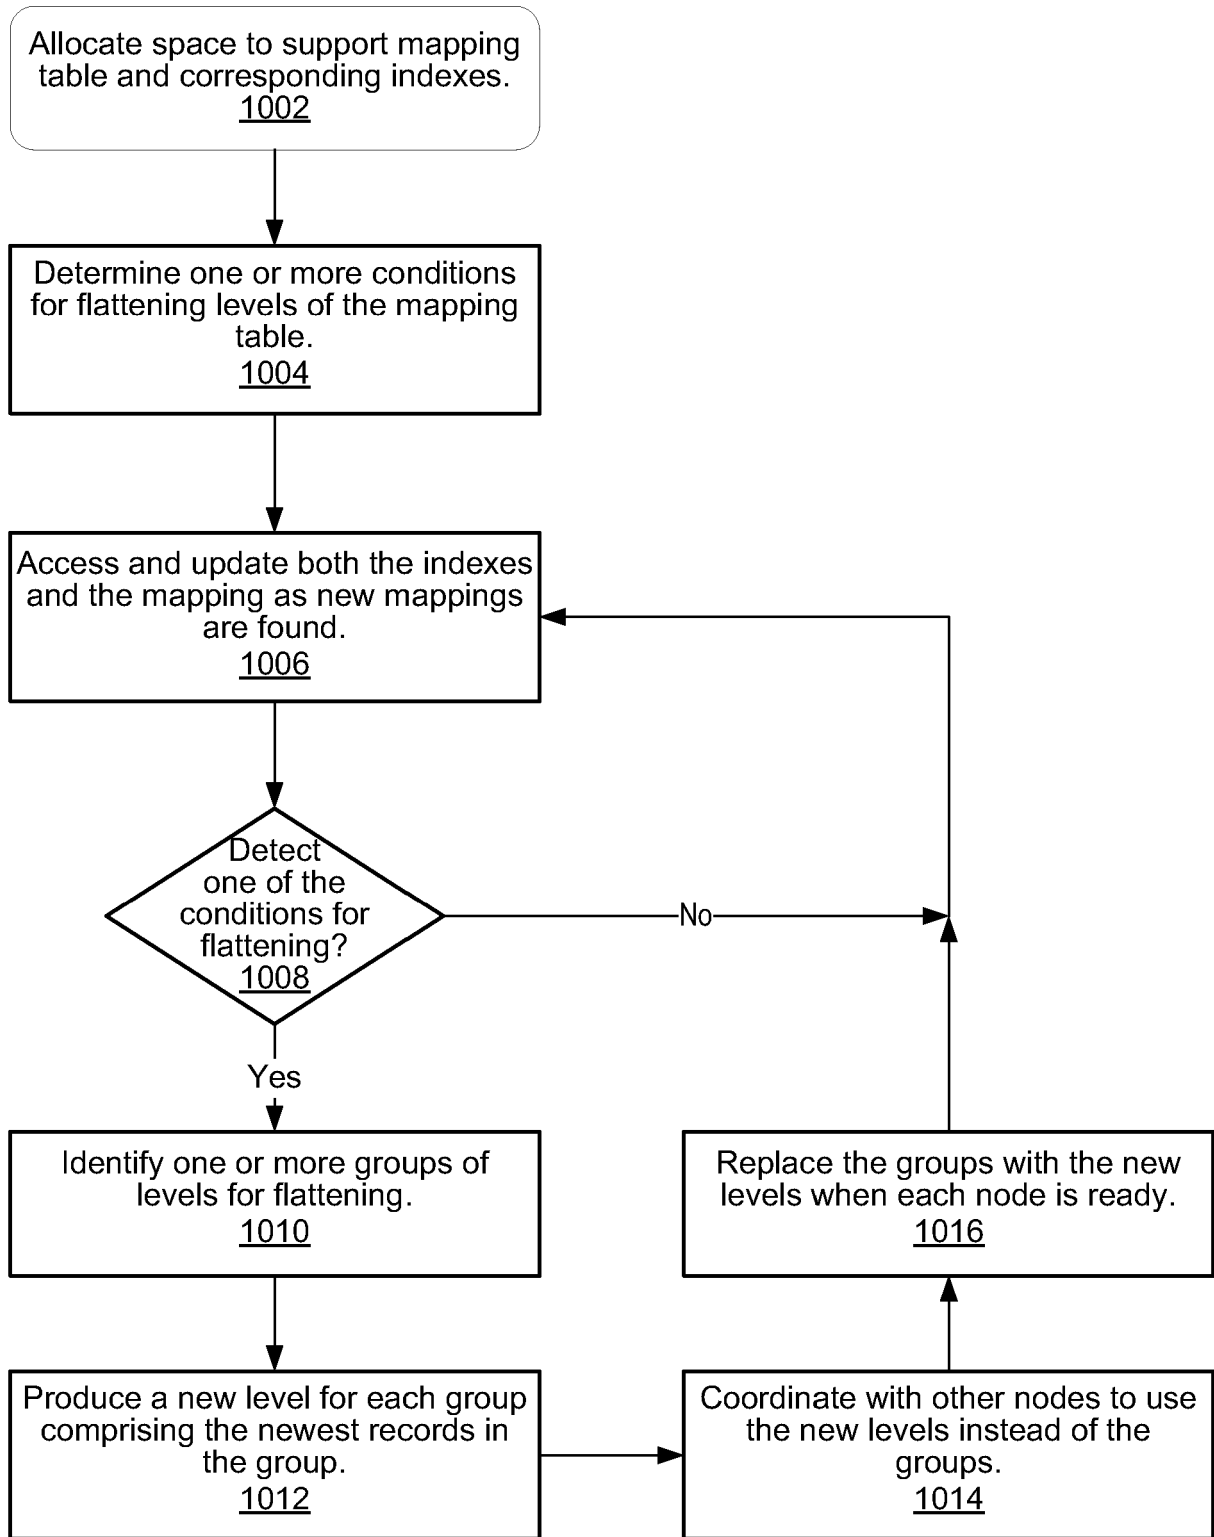 Allocate space to support mapping
table and corresponding indexes.
1002
Determine one or more conditions
for flattening levels of the mapping
table.
1004
Access and update both the indexes
and the mapping as new mappings
are found.
1006
Detect
one of the
conditions for
flattening?
1008
No
Yes
Identify one or more groups of
levels for flattening.
1010
Produce a new level for each group
comprising the newest records in
the group.
1012
Coordinate with other nodes to use
the new levels instead of the
groups.
1014
Replace the groups with the new
levels when each node is ready.
1016